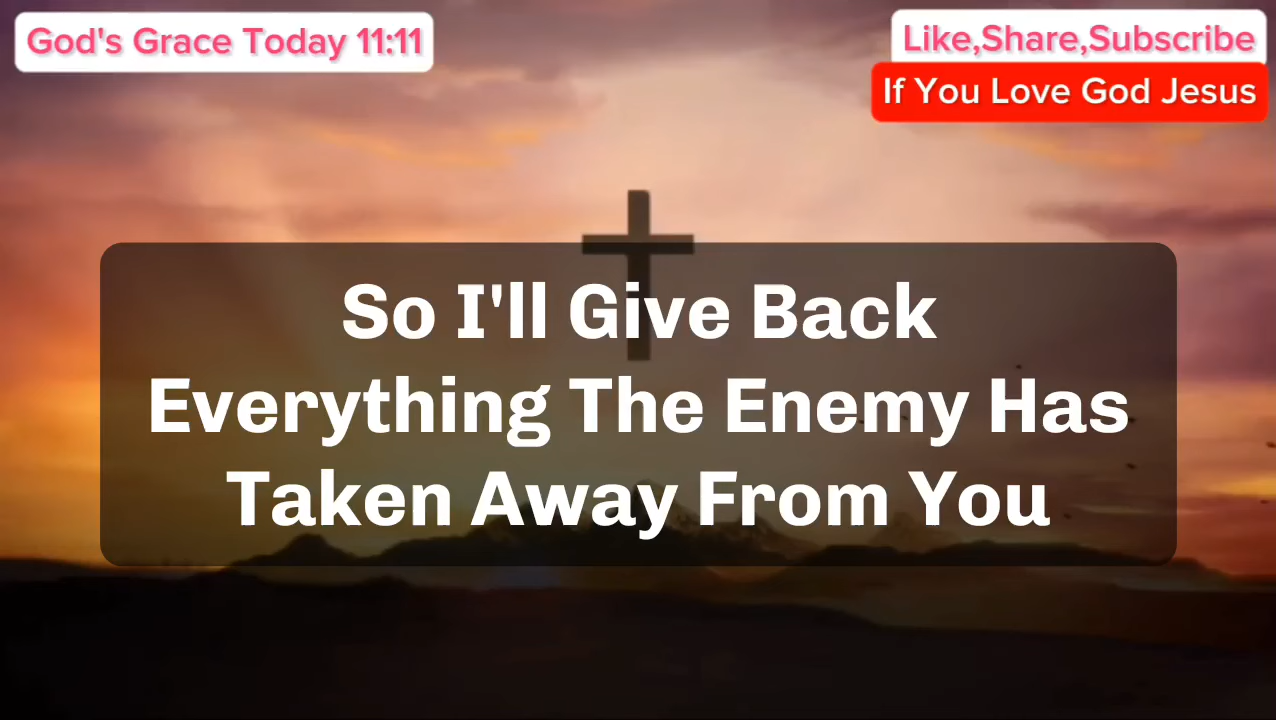 God's Grace Today 11:11
Like,Share,Subscribe
If You Love God Jesus
So I'll Give Back
Everything The Enemy Has
Taken Away From You